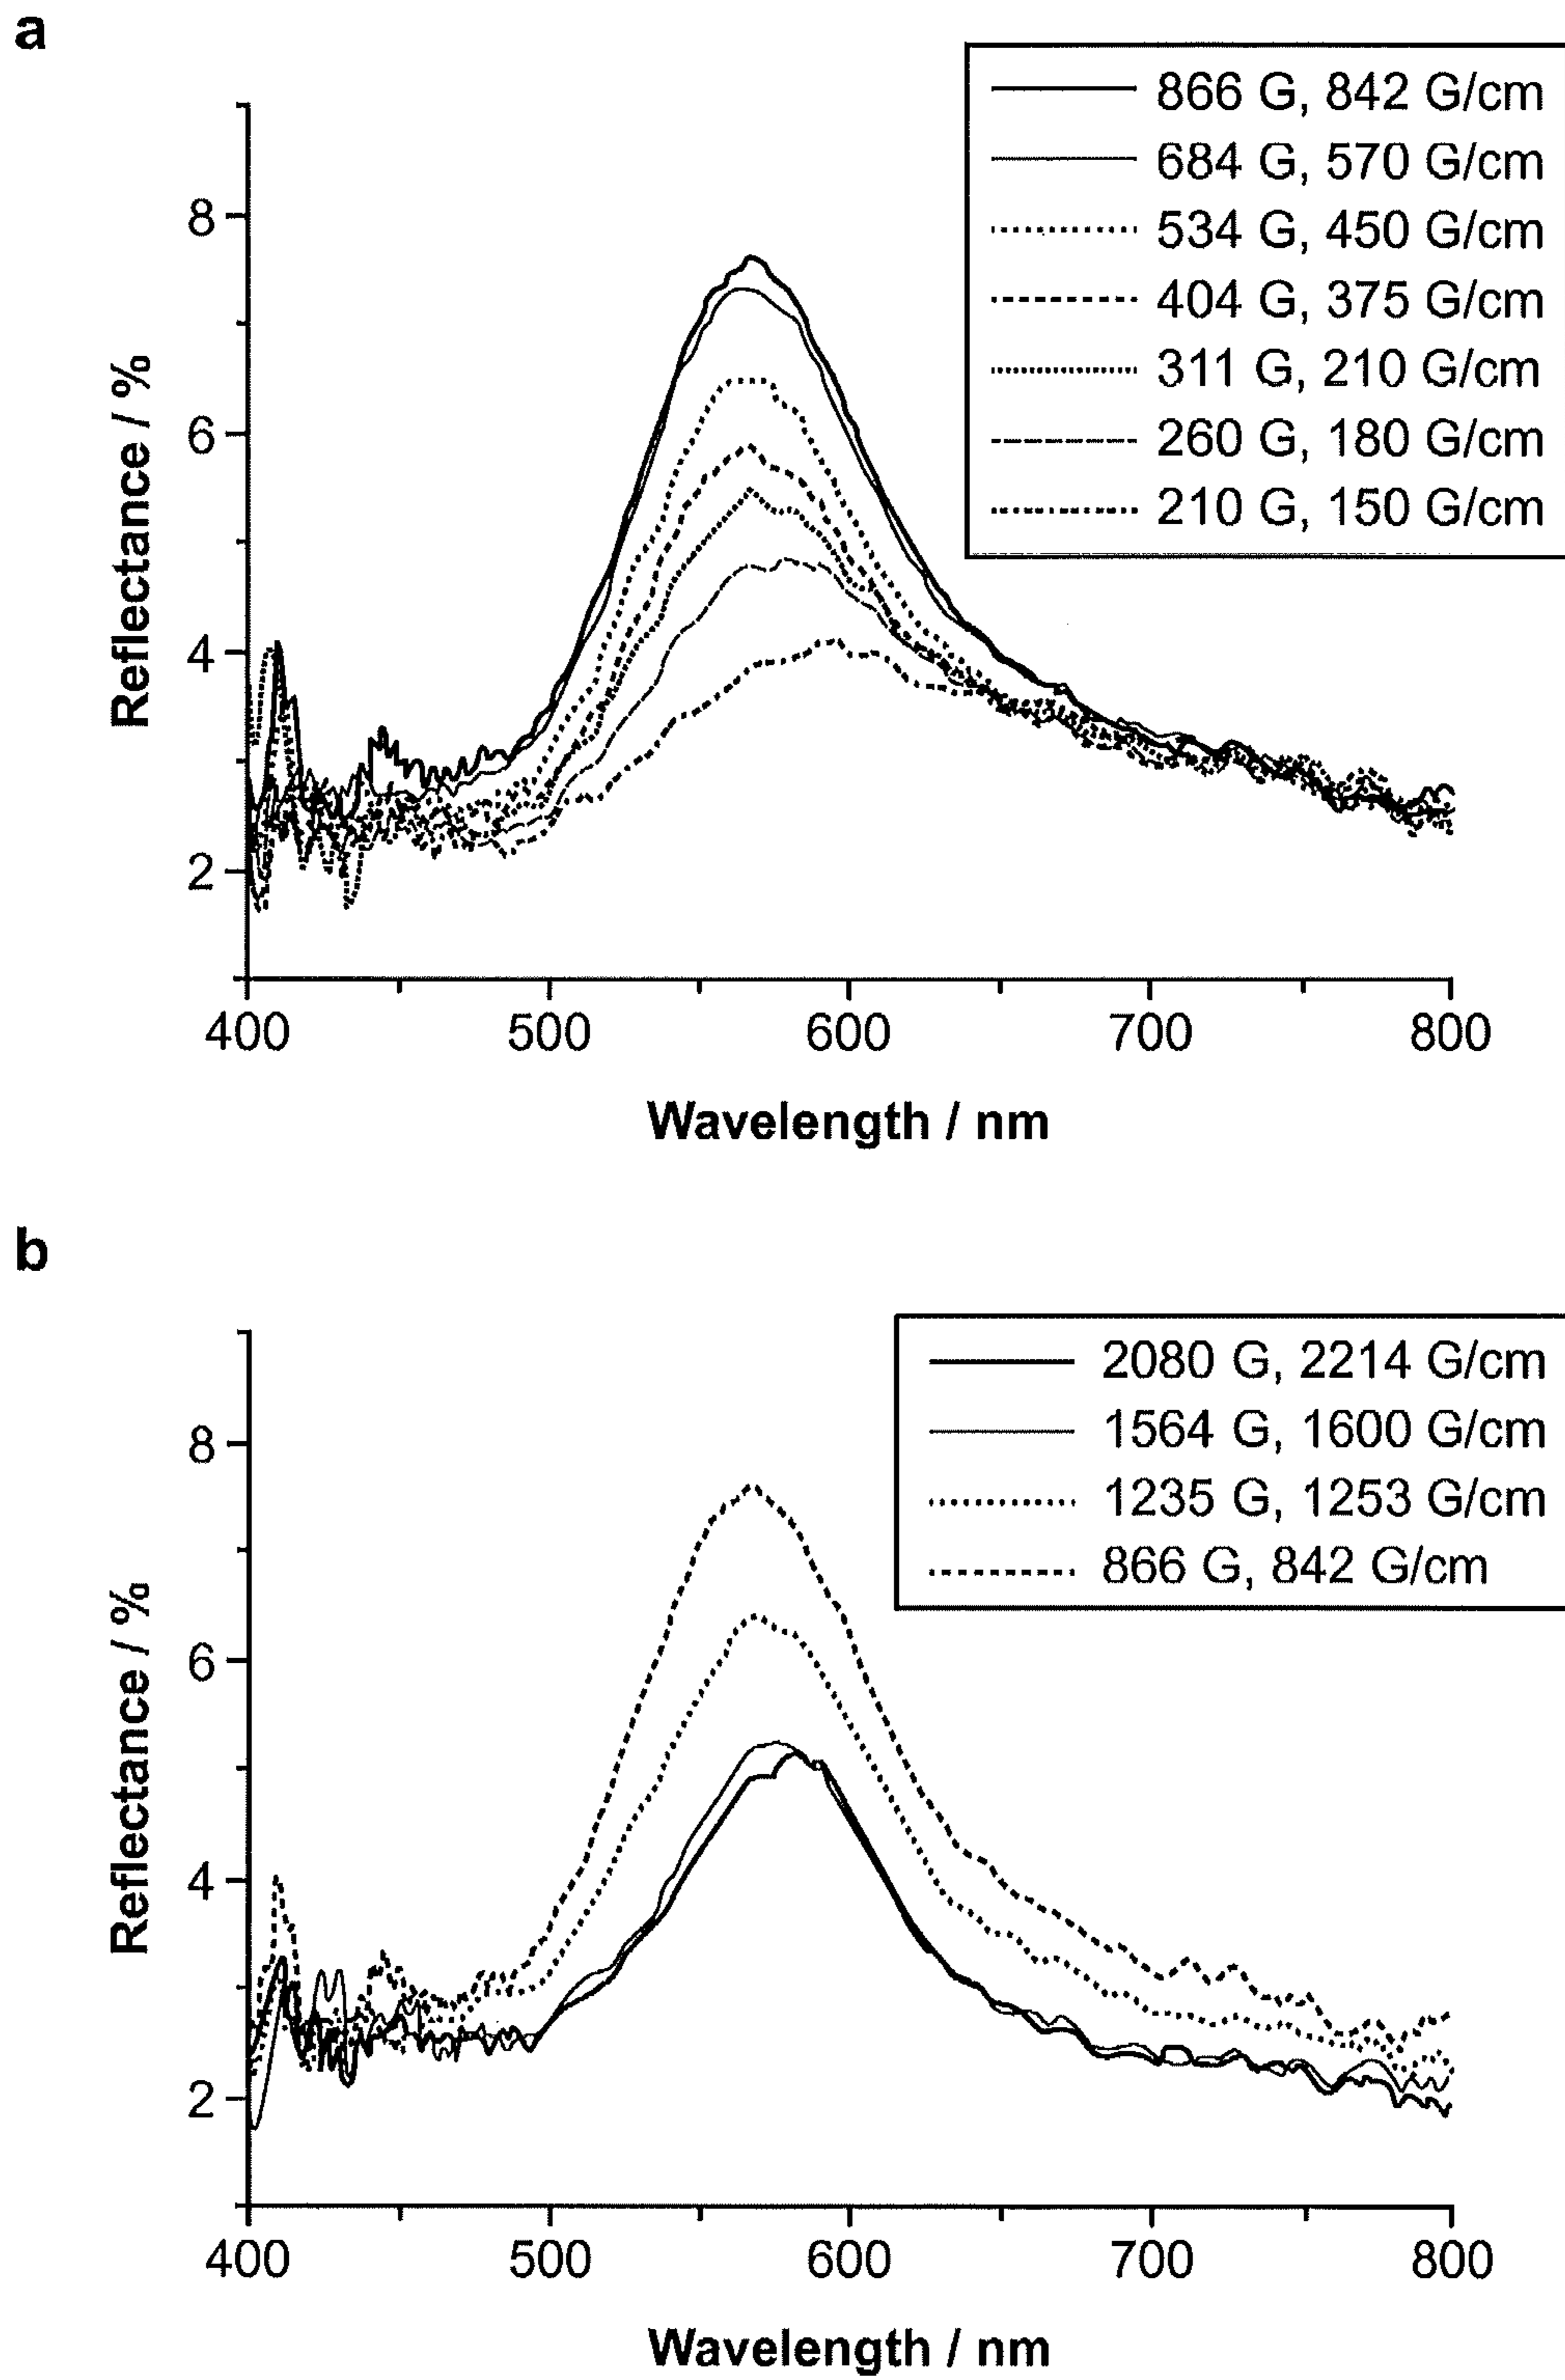 a
866 G, 842 G/cm
684 G, 570 G/cm
534 G, 450 G/cm
404 G, 375 G/cm
311 G, 210 G/cm
260 G, 180 G/cm
210 G, 150 G/cm
8
6
4
2
Reflectance / %
400 500 600 700 800
Wavelength / nm
b
2080 G, 2214 G/cm
1564 G, 1600 G/cm
1235 G, 1253 G/cm
866 G, 842 G/cm
8
6
4
2
Reflectance / %
400 500 600 700 800
Wavelength / nm